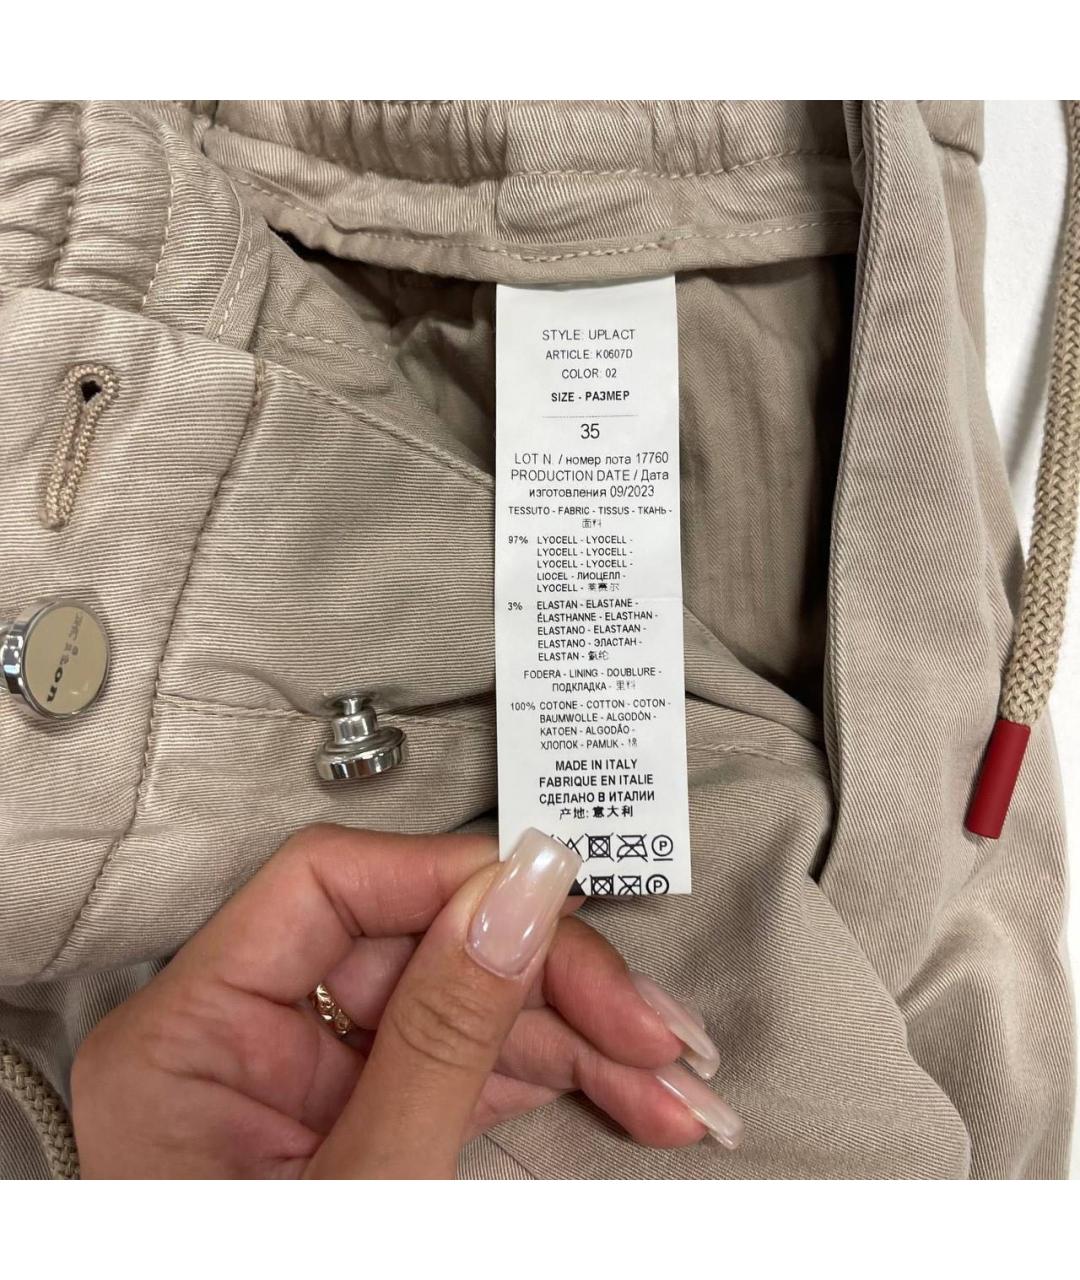 STYLE: UPLACT
ARTICLE: K0607D
COLOR: 02
SIZE - РАЗМЕР
35
LOT N. / номер лота 17760
PRODUCTION DATE / Дата
изготовления 09/2023
TESSUTO - FABRIC - TISSUS - ТКАНЬ -
面料
97% LYOCELL - LYOCELL -
LYOCELL - LYOCELL -
LYOCELL - LYOCELL -
LIOCEL - ЛИОЦЕЛЛ -
LYOCELL - 莱赛尔
3% ELASTAN - ELASTANE -
ÉLASTHANNE - ELASTHAN -
ELASTANO - ELASTAAN -
ELASTANO - ЭЛАСТАН -
ELASTAN - 氨纶
FODERA - LINING - DOUBLURE -
ПОДКЛАДКА - 里料
100% COTONE - COTTON - COTON -
BAUMWOLLE - ALGODÓN -
KATOEN - ALGODÃO -
ХЛОПОК - PAMUK - 棉
MADE IN ITALY
FABRIQUE EN ITALIE
СДЕЛАНО В ИТАЛИИ
产地: 意大利
P
P